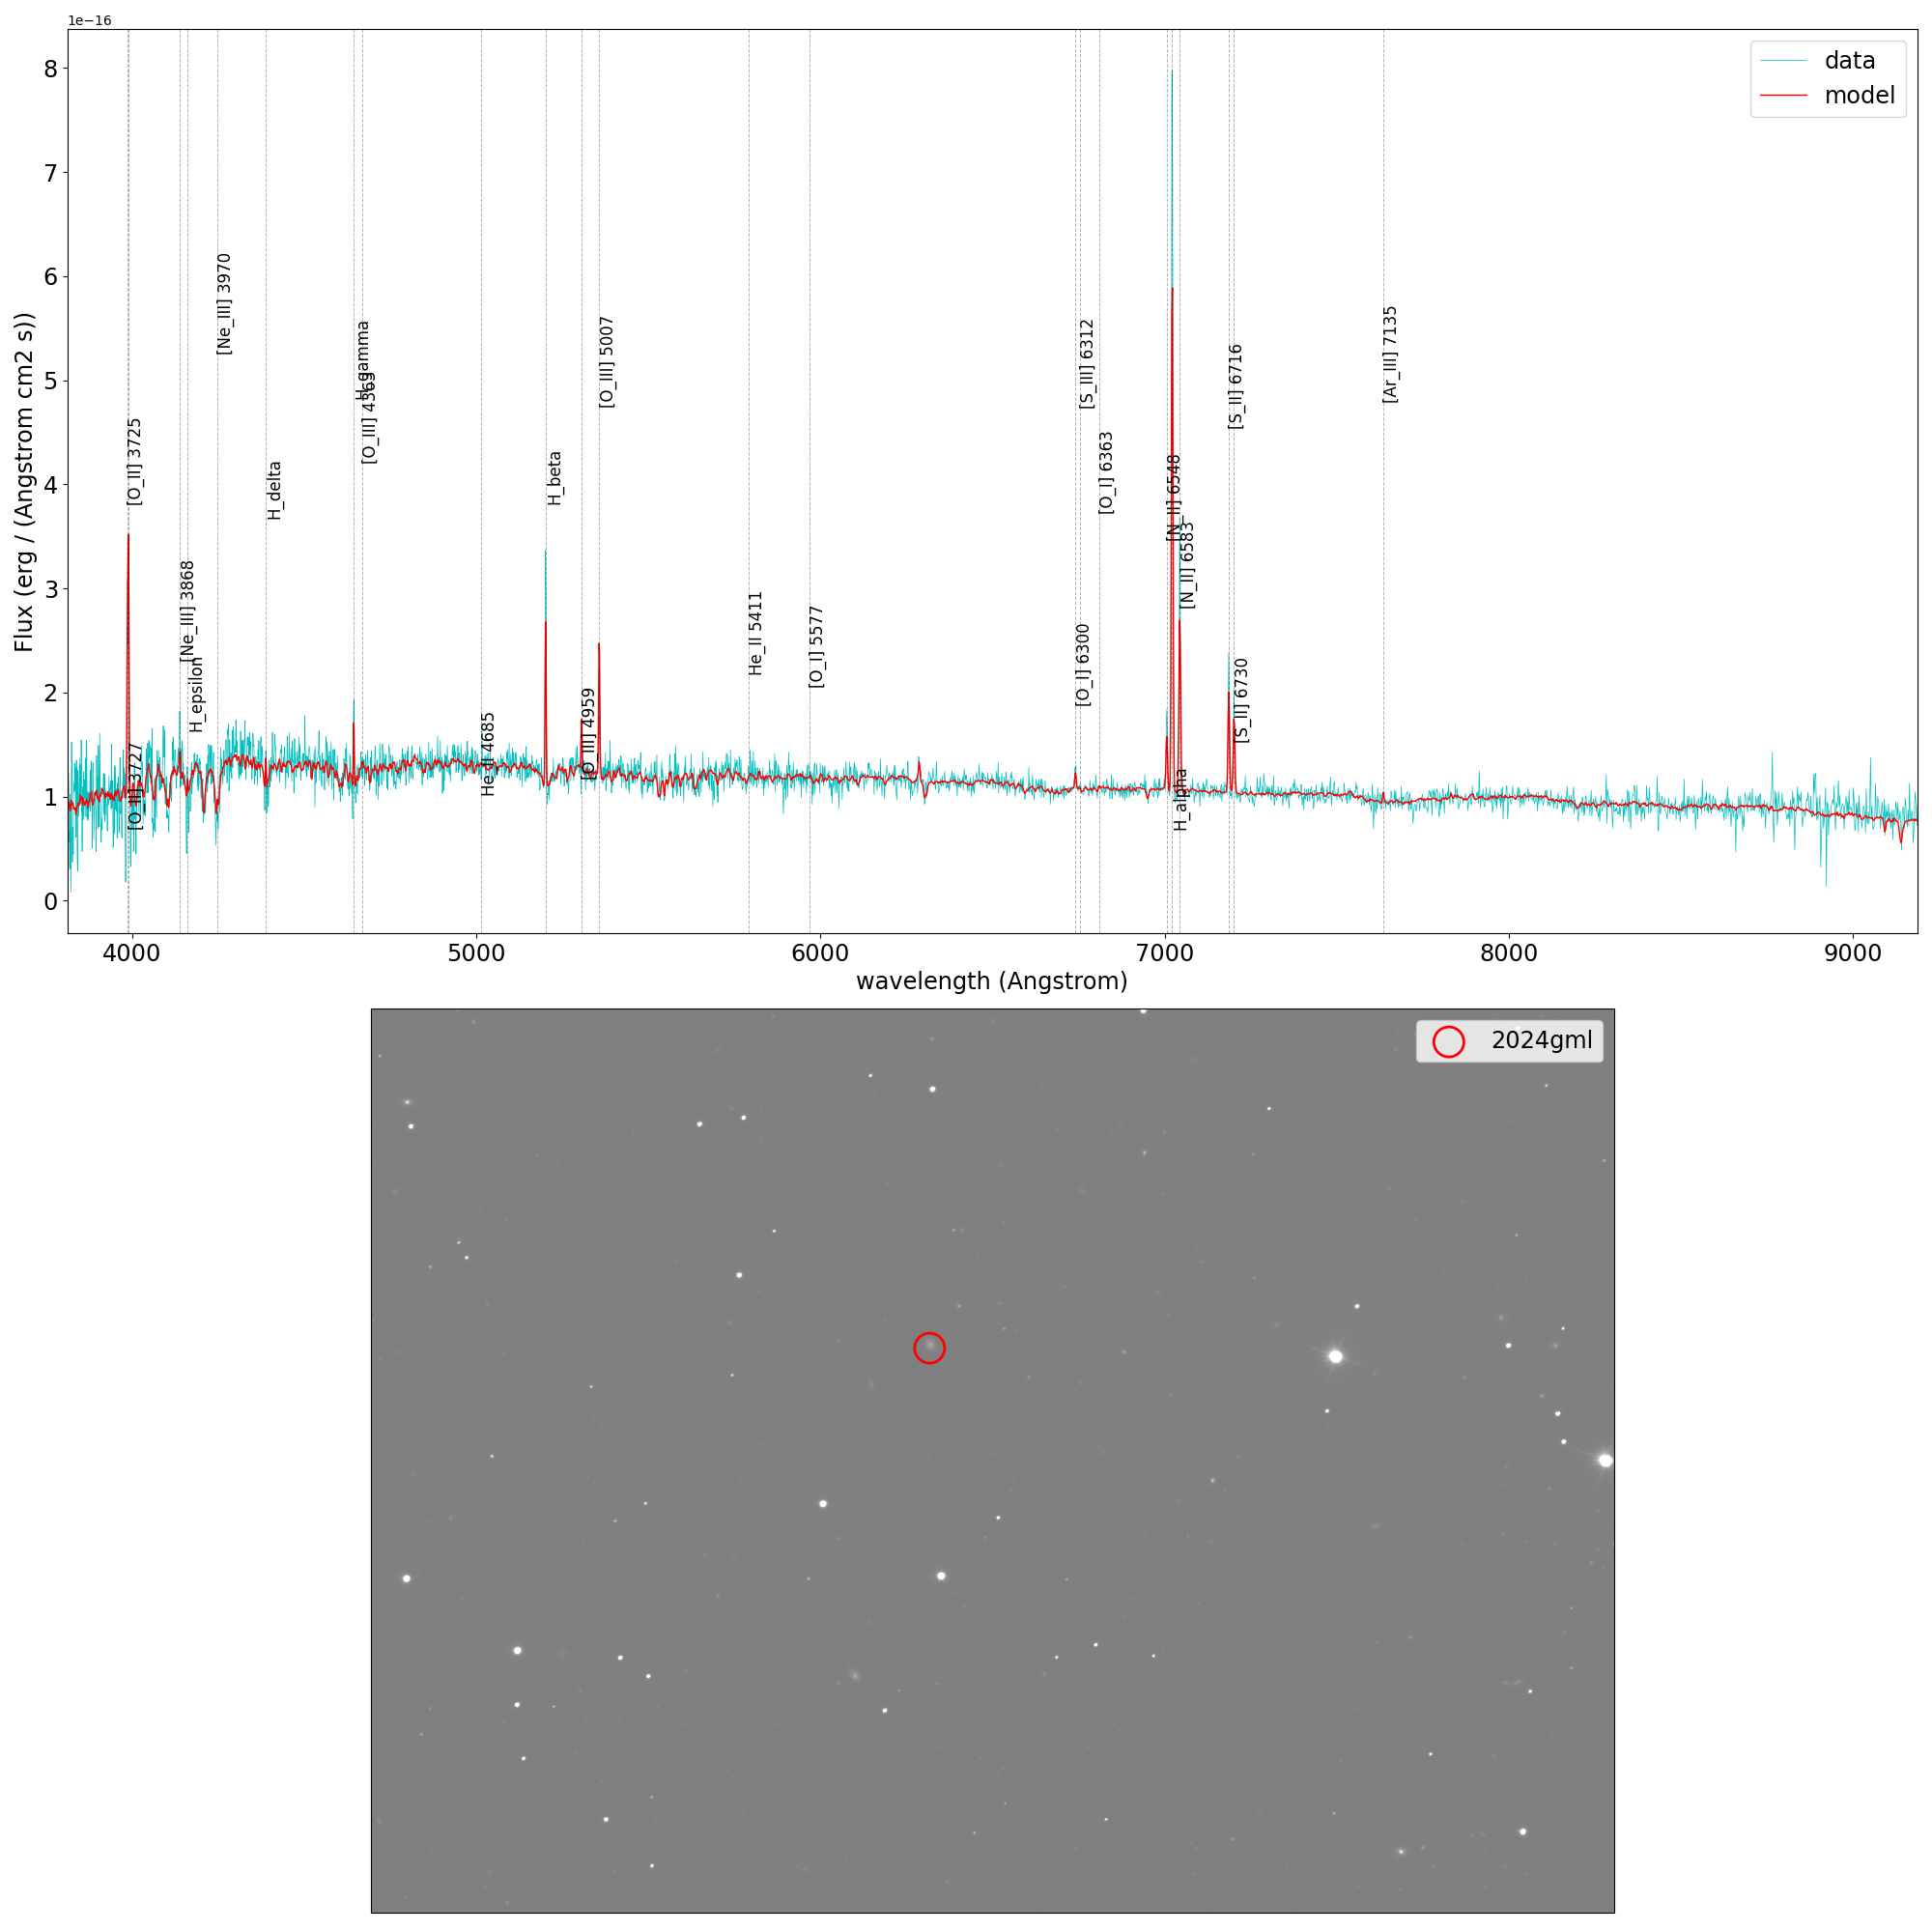 1e−16
data
model
8
7
6
5
4
3
2
1
0
Flux (erg / (Angstrom cm2 s))
[O_II] 3725
[O_II] 3727
[Ne_III] 3868
H_epsilon
[Ne_III] 3970
H_delta
H_gamma
[O_III] 4363
He_II 4685
H_beta
[O_III] 4959
[O_III] 5007
He_II 5411
[O_I] 5577
[O_I] 6300
[S_III] 6312
[O_I] 6363
[N_II] 6548
H_alpha
[N_II] 6583
[S_II] 6716
[S_II] 6730
[Ar_III] 7135
4000
5000
6000
7000
8000
9000
wavelength (Angstrom)
2024gml